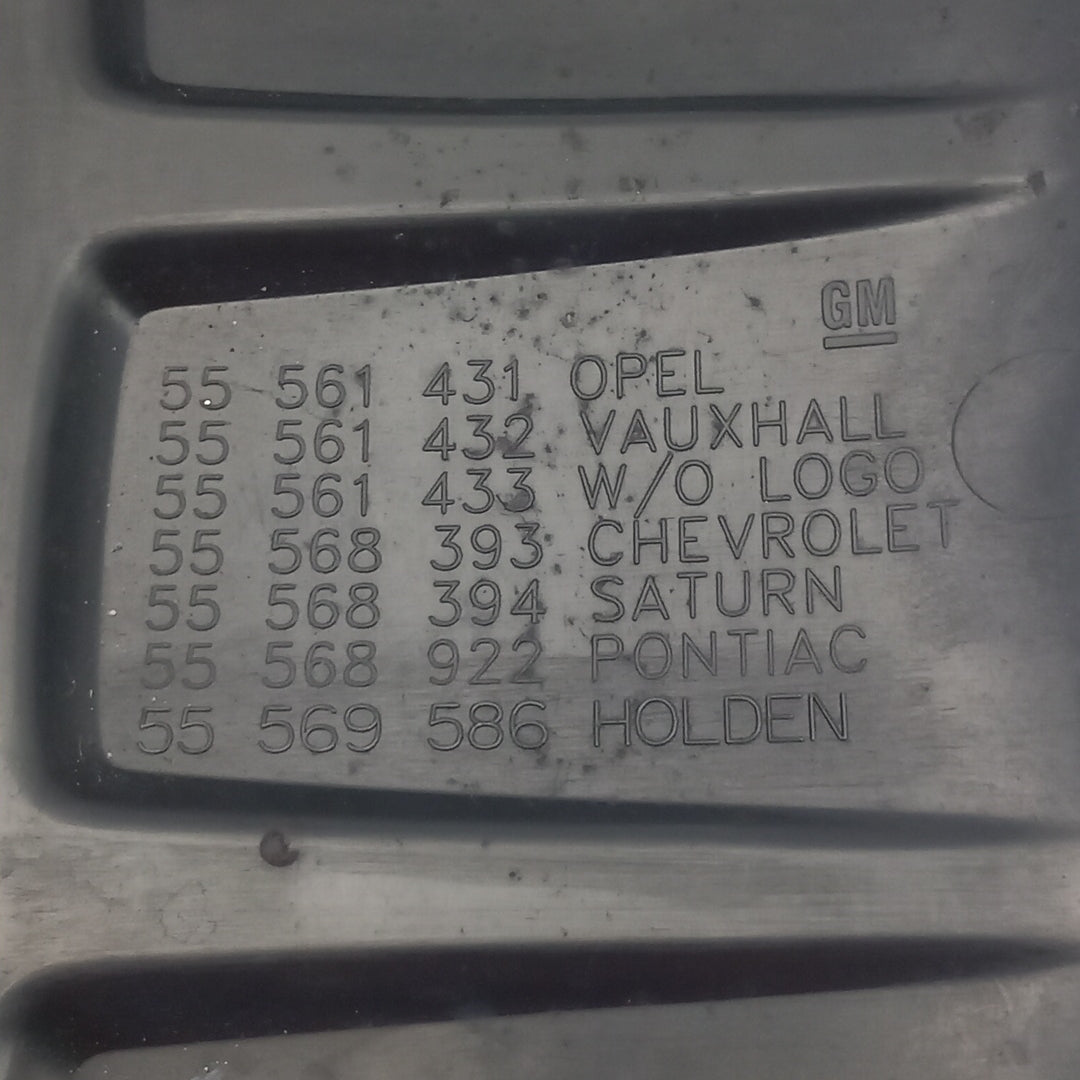 GM
55 561 431 OPEL
55 561 432 VAUXHALL
55 561 433 W/O LOGO
55 568 393 CHEVROLET
55 568 394 SATURN
55 568 922 PONTIAC
55 569 586 HOLDEN